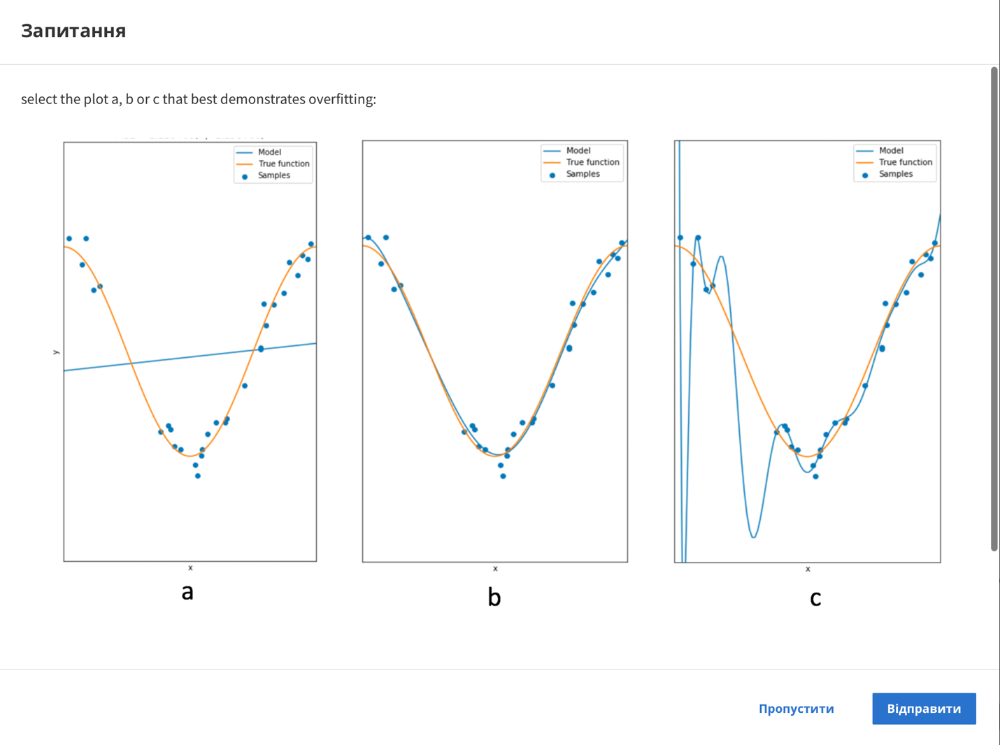 Запитання
select the plot a, b or c that best demonstrates overfitting:
Model
True function
Samples
y
x
a
Model
True function
Samples
x
b
Model
True function
Samples
x
c
Пропустити
Відправити